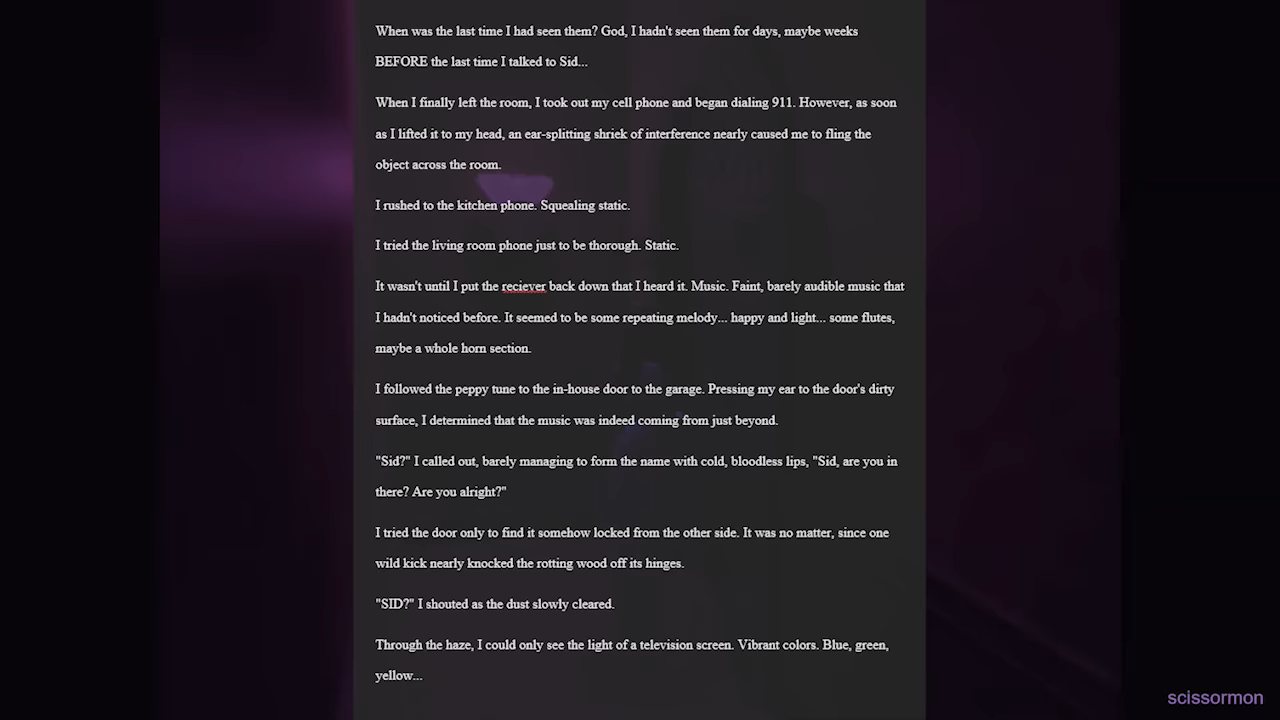 When was the last time I had seen them? God, I hadn't seen them for days, maybe weeks
BEFORE the last time I talked to Sid...
When I finally left the room, I took out my cell phone and began dialing 911. However, as soon
as I lifted it to my head, an ear-splitting shriek of interference nearly caused me to fling the
object across the room.
I rushed to the kitchen phone. Squealing static.
I tried the living room phone just to be thorough. Static.
It wasn't until I put the reciever back down that I heard it. Music. Faint, barely audible music that
I hadn't noticed before. It seemed to be some repeating melody... happy and light... some flutes,
maybe a whole horn section.
I followed the peppy tune to the in-house door to the garage. Pressing my ear to the door's dirty
surface, I determined that the music was indeed coming from just beyond.
"Sid?" I called out, barely managing to form the name with cold, bloodless lips, "Sid, are you in
there? Are you alright?"
I tried the door only to find it somehow locked from the other side. It was no matter, since one
wild kick nearly knocked the rotting wood off its hinges.
"SID?" I shouted as the dust slowly cleared.
Through the haze, I could only see the light of a television screen. Vibrant colors. Blue, green,
yellow...
scissormon